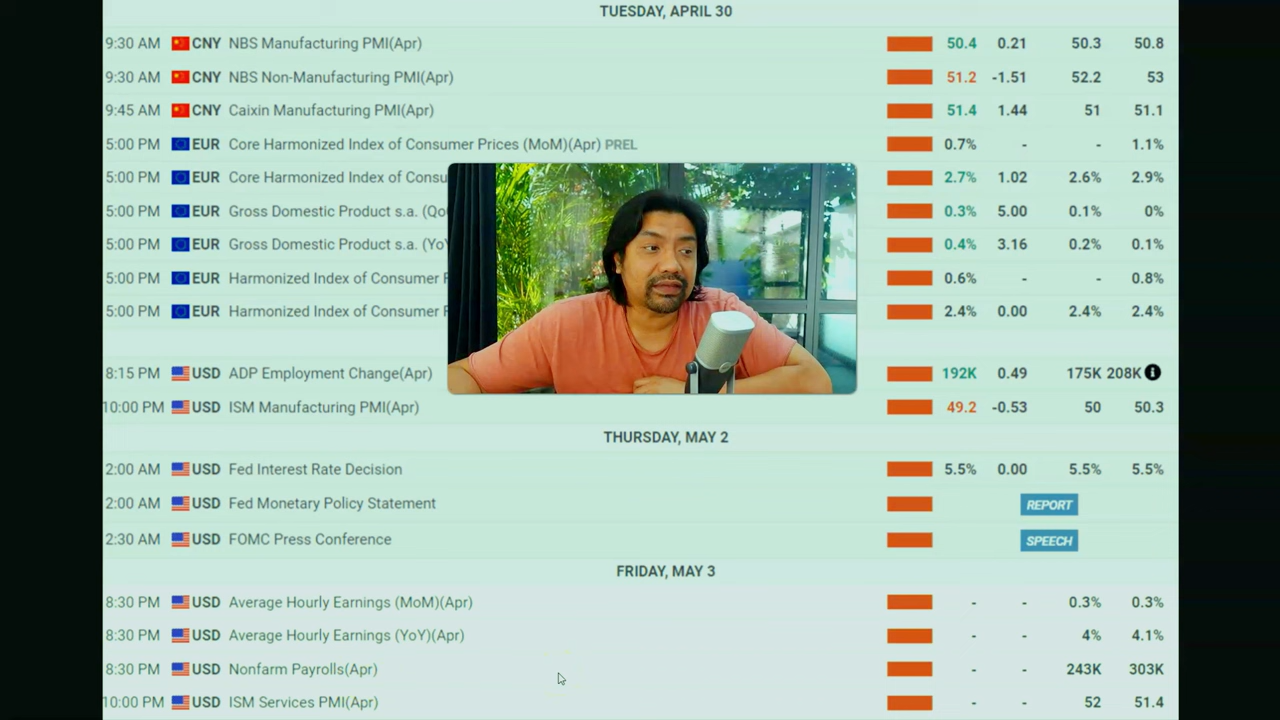 TUESDAY, APRIL 30
9:30 AM CNY NBS Manufacturing PMI(Apr) 50.4 0.21 50.3 50.8
9:30 AM CNY NBS Non-Manufacturing PMI(Apr) 51.2 -1.51 52.2 53
9:45 AM CNY Caixin Manufacturing PMI(Apr) 51.4 1.44 51 51.1
5:00 PM EUR Core Harmonized Index of Consumer Prices (MoM)(Apr) PREL 0.7% - - 1.1%
5:00 PM EUR Core Harmonized Index of Consu 2.7% 1.02 2.6% 2.9%
5:00 PM EUR Gross Domestic Product s.a. (Qo 0.3% 5.00 0.1% 0%
5:00 PM EUR Gross Domestic Product s.a. (Yo 0.4% 3.16 0.2% 0.1%
5:00 PM EUR Harmonized Index of Consumer 0.6% - - 0.8%
5:00 PM EUR Harmonized Index of Consumer 2.4% 0.00 2.4% 2.4%
8:15 PM USD ADP Employment Change(Apr) 192K 0.49 175K 208K
10:00 PM USD ISM Manufacturing PMI(Apr) 49.2 -0.53 50 50.3
THURSDAY, MAY 2
2:00 AM USD Fed Interest Rate Decision 5.5% 0.00 5.5% 5.5%
2:00 AM USD Fed Monetary Policy Statement REPORT
2:30 AM USD FOMC Press Conference SPEECH
FRIDAY, MAY 3
8:30 PM USD Average Hourly Earnings (MoM)(Apr) - - 0.3% 0.3%
8:30 PM USD Average Hourly Earnings (YoY)(Apr) - - 4% 4.1%
8:30 PM USD Nonfarm Payrolls(Apr) - - 243K 303K
10:00 PM USD ISM Services PMI(Apr) - - 52 51.4